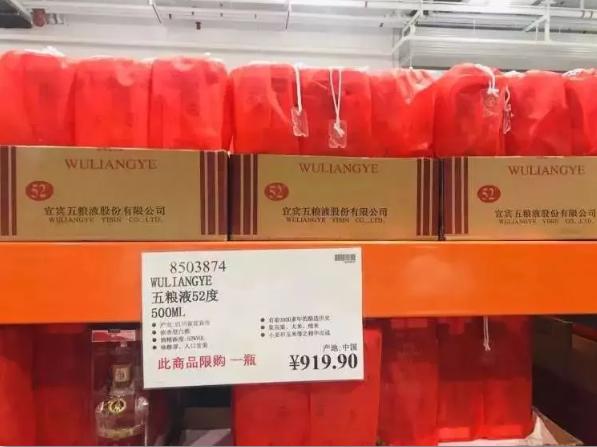 WULIANGYE
52
宜宾五粮液股份有限公司
WULIANGYE YIBIN CO.,LTD.
WULIANGYE
52
宜宾五粮液股份有限公司
WULIANGYE YIBIN CO.,LTD.
WULIANGYE
52
宜宾五粮液股份有限公司
WULIANGYE YIBIN CO.,LTD.
8503874
WULIANGYE
五粮液52度
500ML
产地:中国
此商品限购 一瓶
¥919.90